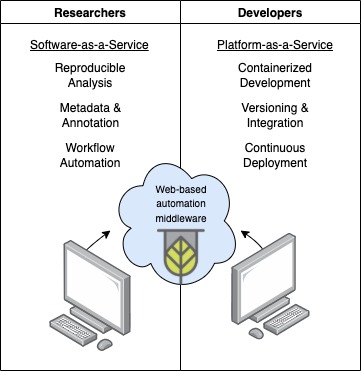 Researchers
Software-as-a-Service
Reproducible
Analysis
Metadata &
Annotation
Workflow
Automation
Developers
Platform-as-a-Service
Containerized
Development
Versioning &
Integration
Continuous
Deployment
Web-based
automation
middleware